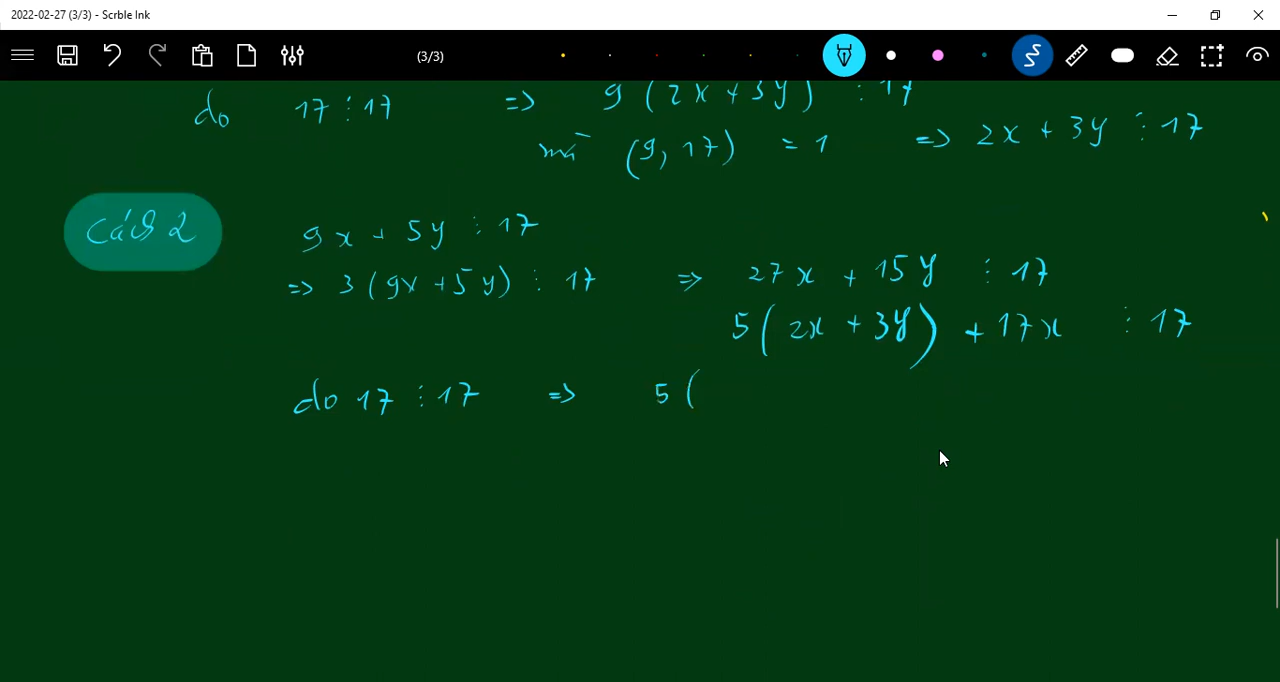 2022-02-27 (3/3) - Scrble Ink
(3/3)
do 17 ⋮ 17 => 9 (2x + 3y) ⋮ 17
mà (9, 17) = 1 => 2x + 3y ⋮ 17
Cách 2 9x + 5y ⋮ 17
=> 3 (9x + 5y) ⋮ 17 => 27x + 15y ⋮ 17
5 (2x + 3y) + 17x ⋮ 17
do 17 ⋮ 17 => 5 (